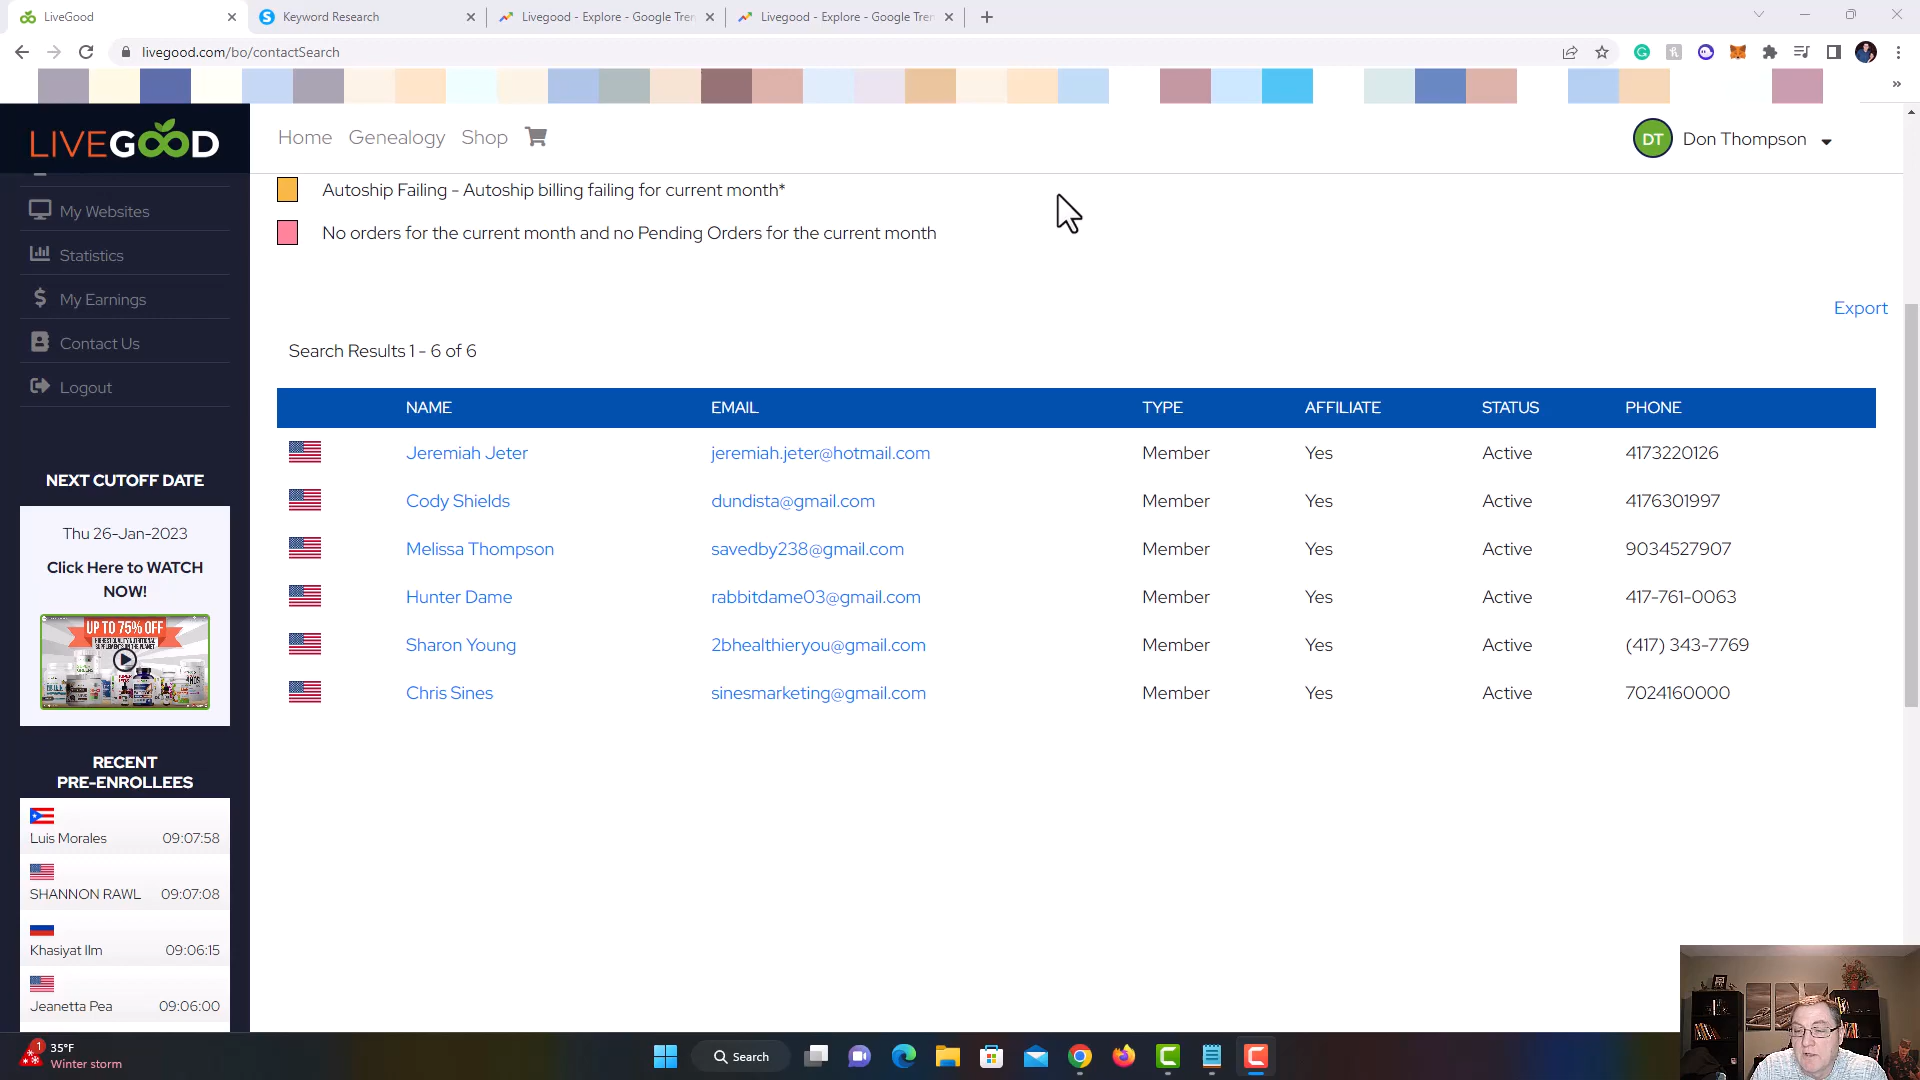 LiveGood
Keyword Research
Livegood - Explore - Google Tren
Livegood - Explore - Google Tren
livegood.com/bo/contactSearch
LIVEGOOD
Home Genealogy Shop
DT Don Thompson
Autoship Failing - Autoship billing failing for current month*
No orders for the current month and no Pending Orders for the current month
My Websites
Statistics
My Earnings
Contact Us
Logout
Export
Search Results 1 - 6 of 6
NAME EMAIL TYPE AFFILIATE STATUS PHONE
Jeremiah Jeter jeremiah.jeter@hotmail.com Member Yes Active 4173220126
Cody Shields dundista@gmail.com Member Yes Active 4176301997
Melissa Thompson savedby238@gmail.com Member Yes Active 9034527907
Hunter Dame rabbitdame03@gmail.com Member Yes Active 417-761-0063
Sharon Young 2bhealthieryou@gmail.com Member Yes Active (417) 343-7769
Chris Sines sinesmarketing@gmail.com Member Yes Active 7024160000
NEXT CUTOFF DATE
Thu 26-Jan-2023
Click Here to WATCH
NOW!
UP TO 75% OFF
HIGHEST QUALITY NUTRITIONAL
SUPPLEMENTS ON THE PLANET
RECENT
PRE-ENROLLEES
Luis Morales 09:07:58
SHANNON RAWL 09:07:08
Khasiyat Ilm 09:06:15
Jeanetta Pea 09:06:00
1
35°F
Winter storm
Search